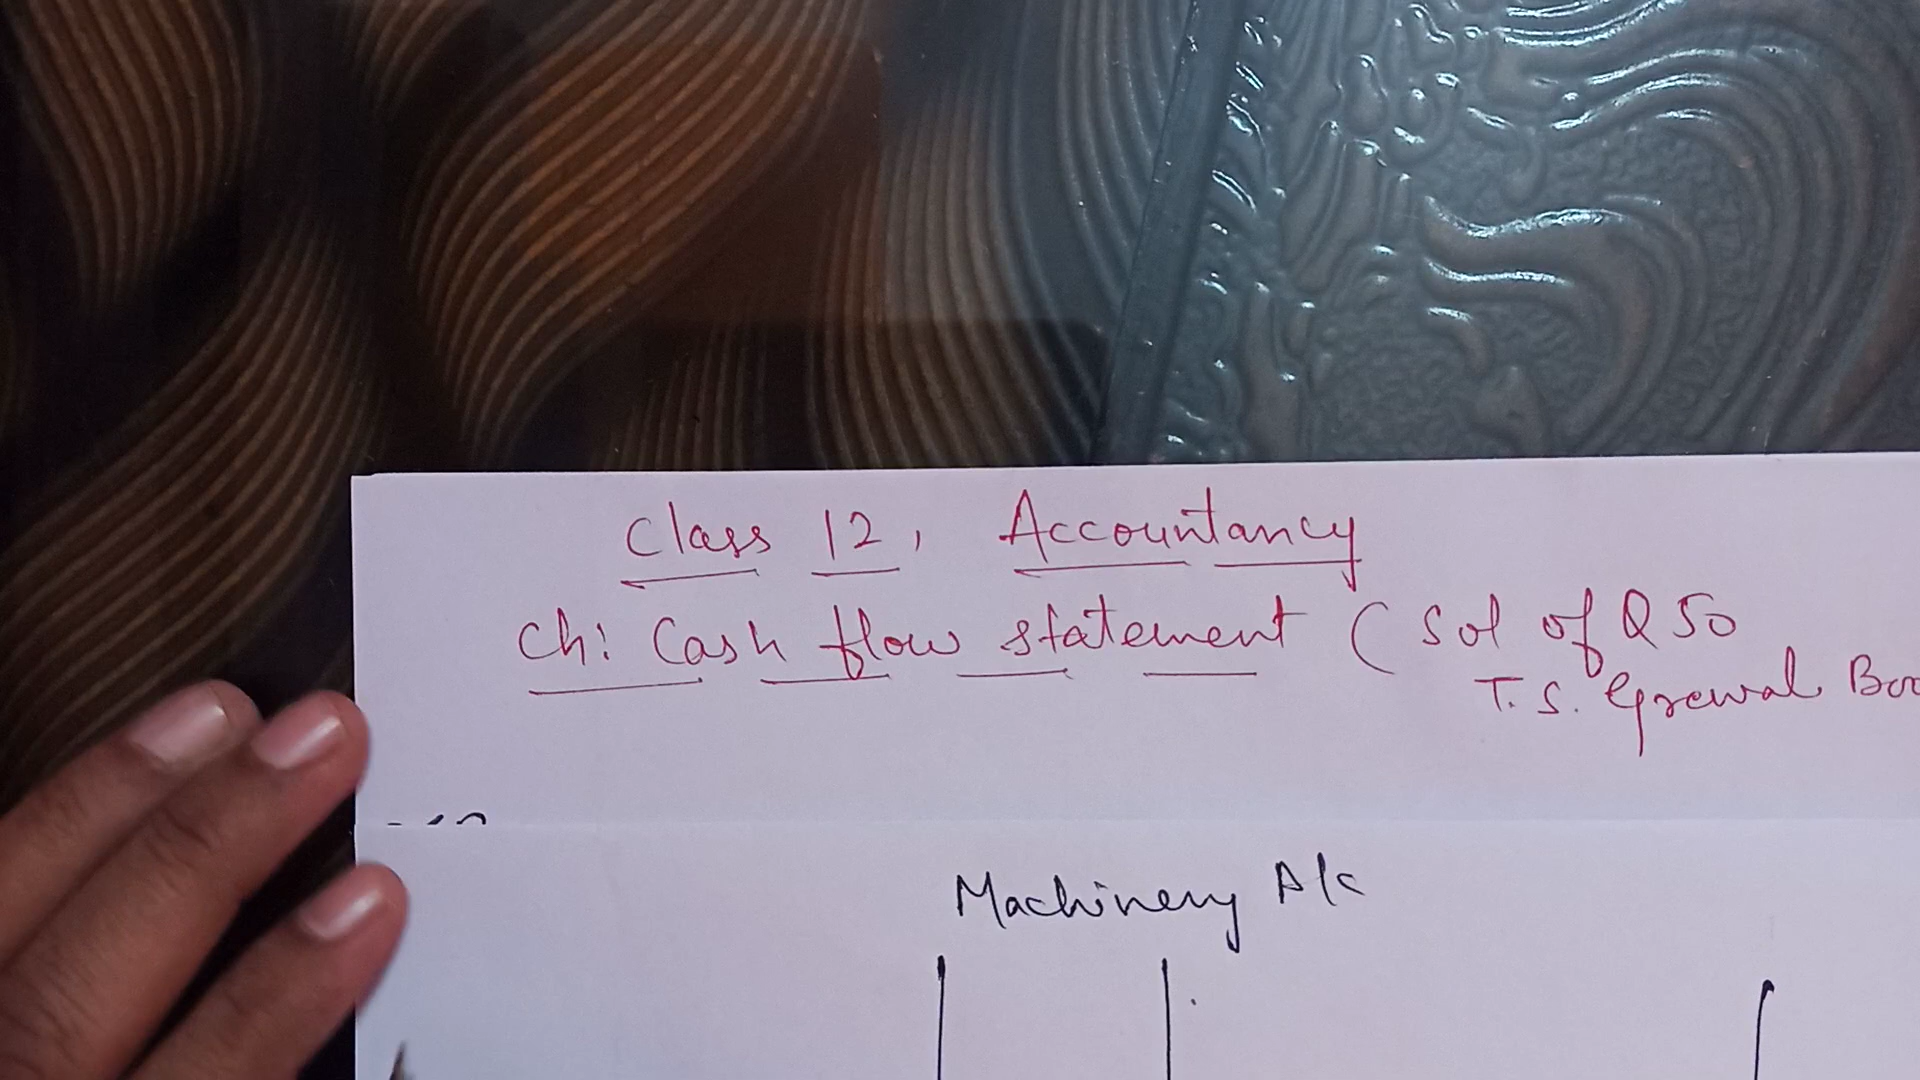 Class 12, Accountancy
Ch: Cash flow statement ( Sol of Q 50
T. S. Grewal
Machinery A/c